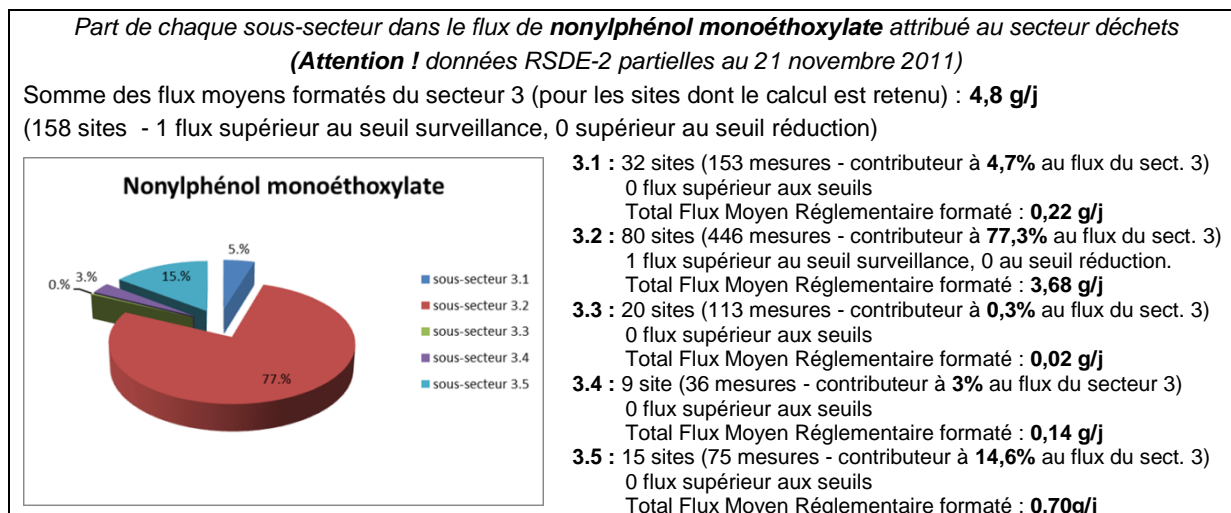 Part de chaque sous-secteur dans le flux de nonylphénol monoéthoxylate attribué au secteur déchets
(Attention ! données RSDE-2 partielles au 21 novembre 2011)
Somme des flux moyens formatés du secteur 3 (pour les sites dont le calcul est retenu) : 4,8 g/j
(158 sites - 1 flux supérieur au seuil surveillance, 0 supérieur au seuil réduction)
Nonylphénol monoéthoxylate
5.%
15.%
3.%
0.%
77.%
sous-secteur 3.1
sous-secteur 3.2
sous-secteur 3.3
sous-secteur 3.4
sous-secteur 3.5
3.1 : 32 sites (153 mesures - contributeur à 4,7% au flux du sect. 3)
0 flux supérieur aux seuils
Total Flux Moyen Réglementaire formaté : 0,22 g/j
3.2 : 80 sites (446 mesures - contributeur à 77,3% au flux du sect. 3)
1 flux supérieur au seuil surveillance, 0 au seuil réduction.
Total Flux Moyen Réglementaire formaté : 3,68 g/j
3.3 : 20 sites (113 mesures - contributeur à 0,3% au flux du sect. 3)
0 flux supérieur aux seuils
Total Flux Moyen Réglementaire formaté : 0,02 g/j
3.4 : 9 site (36 mesures - contributeur à 3% au flux du secteur 3)
0 flux supérieur aux seuils
Total Flux Moyen Réglementaire formaté : 0,14 g/j
3.5 : 15 sites (75 mesures - contributeur à 14,6% au flux du sect. 3)
0 flux supérieur aux seuils
Total Flux Moyen Réglementaire formaté : 0,70g/j